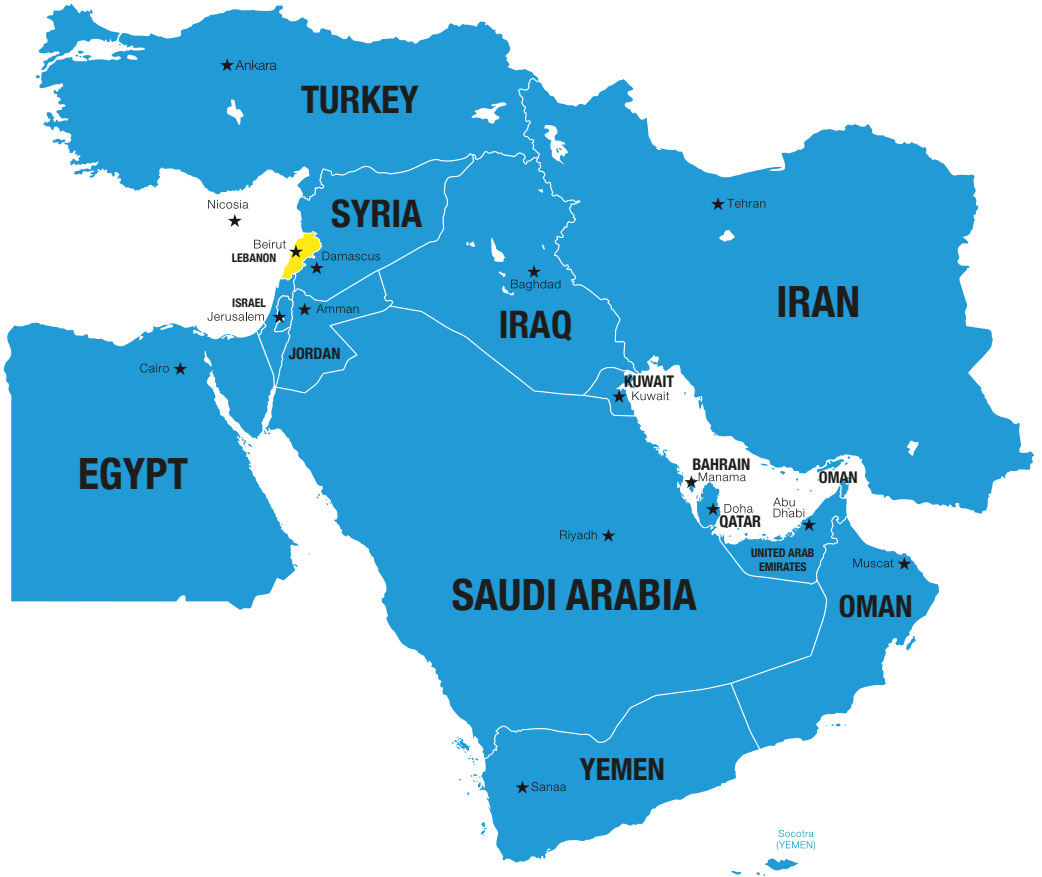 Ankara
TURKEY
Nicosia
SYRIA
Tehran
Beirut
LEBANON
Damascus
Baghdad
IRAN
ISRAEL
Jerusalem
Amman
IRAQ
JORDAN
Cairo
KUWAIT
Kuwait
EGYPT
BAHRAIN
Manama
OMAN
Doha
QATAR
Abu
Dhabi
Riyadh
UNITED ARAB
EMIRATES
Muscat
SAUDI ARABIA
OMAN
YEMEN
Sanaa
Socotra
(YEMEN)